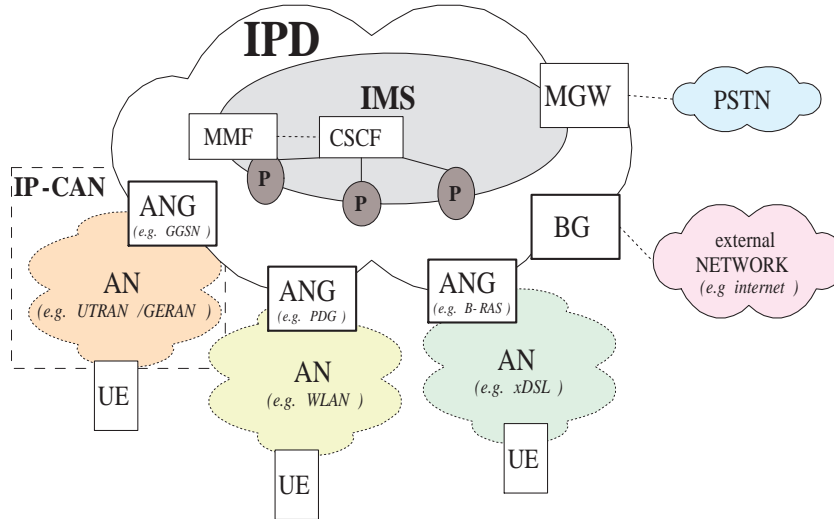 IPD
IMS
MGW
PSTN
MMF
CSCF
P
P
P
IP-CAN
ANG
(e.g. GGSN )
BG
external
NETWORK
(e.g internet )
AN
(e.g. UTRAN /GERAN )
ANG
(e.g. PDG )
ANG
(e.g. B-RAS )
AN
(e.g. WLAN )
AN
(e.g. xDSL )
UE
UE
UE